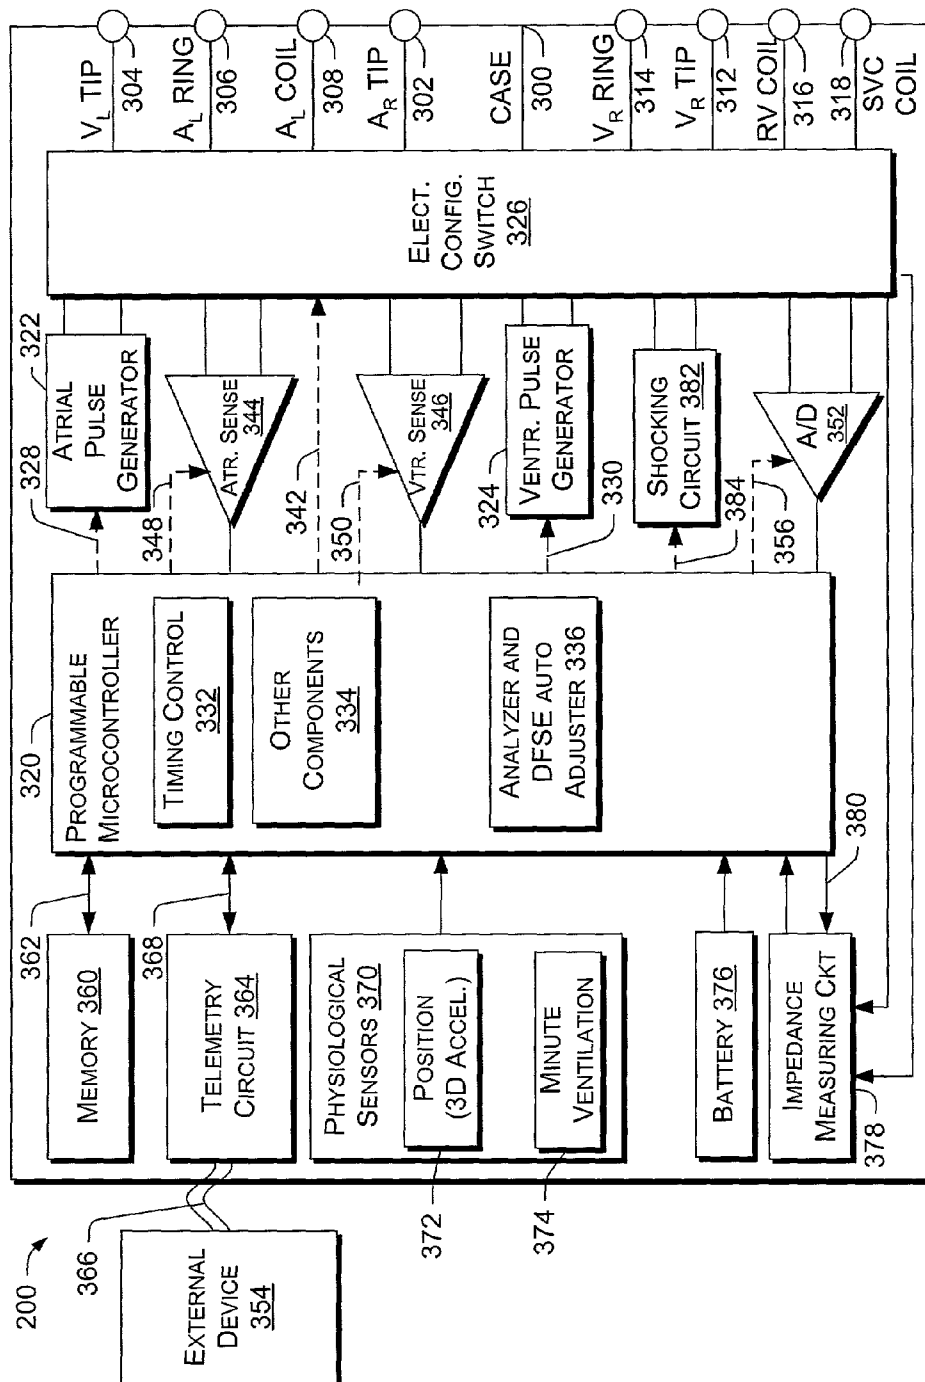 200
EXTERNAL
DEVICE
354
366
MEMORY 360
362
TELEMETRY
CIRCUIT 364
368
PHYSIOLOGICAL
SENSORS 370
POSITION
(3D ACCEL.)
372
MINUTE
VENTILATION
374
BATTERY 376
IMPEDANCE
MEASURING CKT
378
380
320
PROGRAMMABLE
MICROCONTROLLER
TIMING CONTROL
332
OTHER
COMPONENTS
334
ANALYZER AND
DFSE AUTO
ADJUSTER 336
328
322
ATRIAL
PULSE
GENERATOR
348
ATR. SENSE
344
342
350
VTR. SENSE
346
324
VENTR. PULSE
GENERATOR
330
SHOCKING
CIRCUIT 382
384
356
A/D
352
ELECT.
CONFIG.
SWITCH
326
VL TIP
304
AL RING
306
AL COIL
308
AR TIP
302
CASE
300
VR RING
314
VR TIP
312
RV COIL
316
318
SVC
COIL